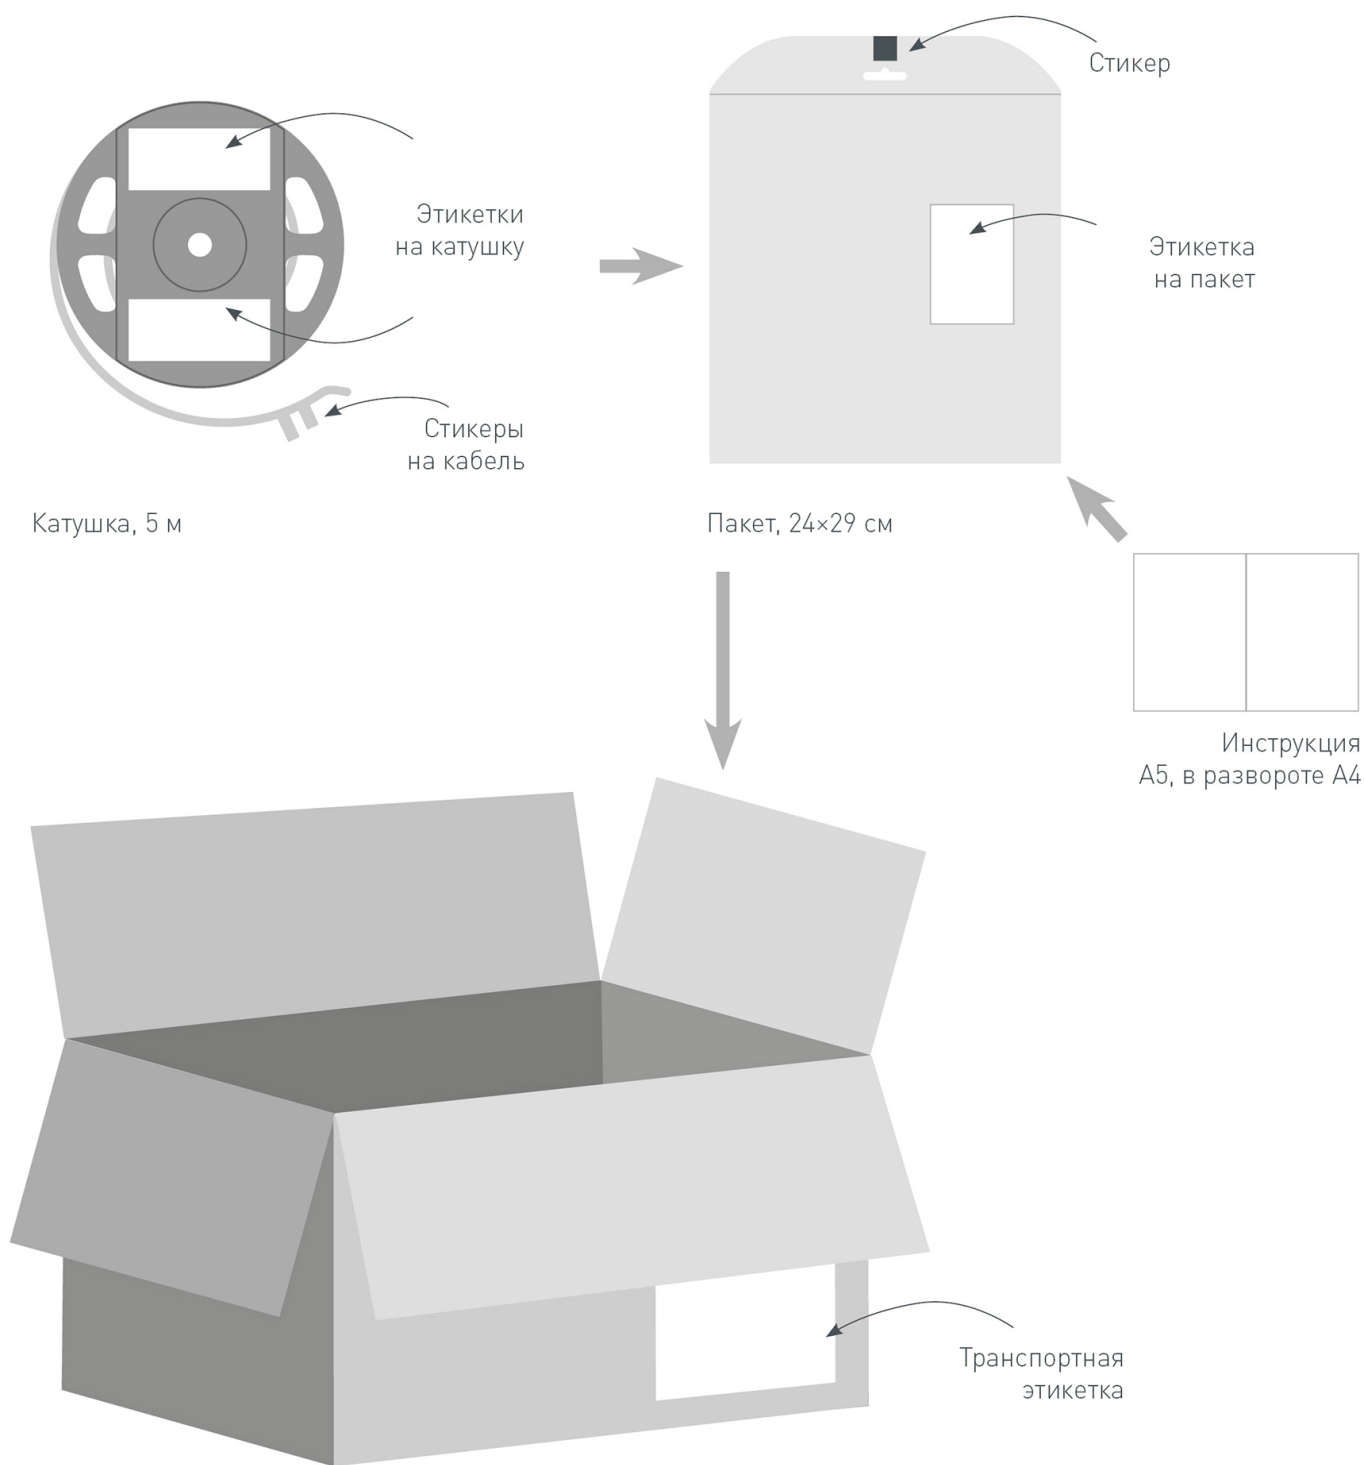 Стикер
Этикетки
на катушку
Этикетка
на пакет
Стикеры
на кабель
Катушка, 5 м
Пакет, 24×29 см
Инструкция
А5, в развороте А4
Транспортная
этикетка